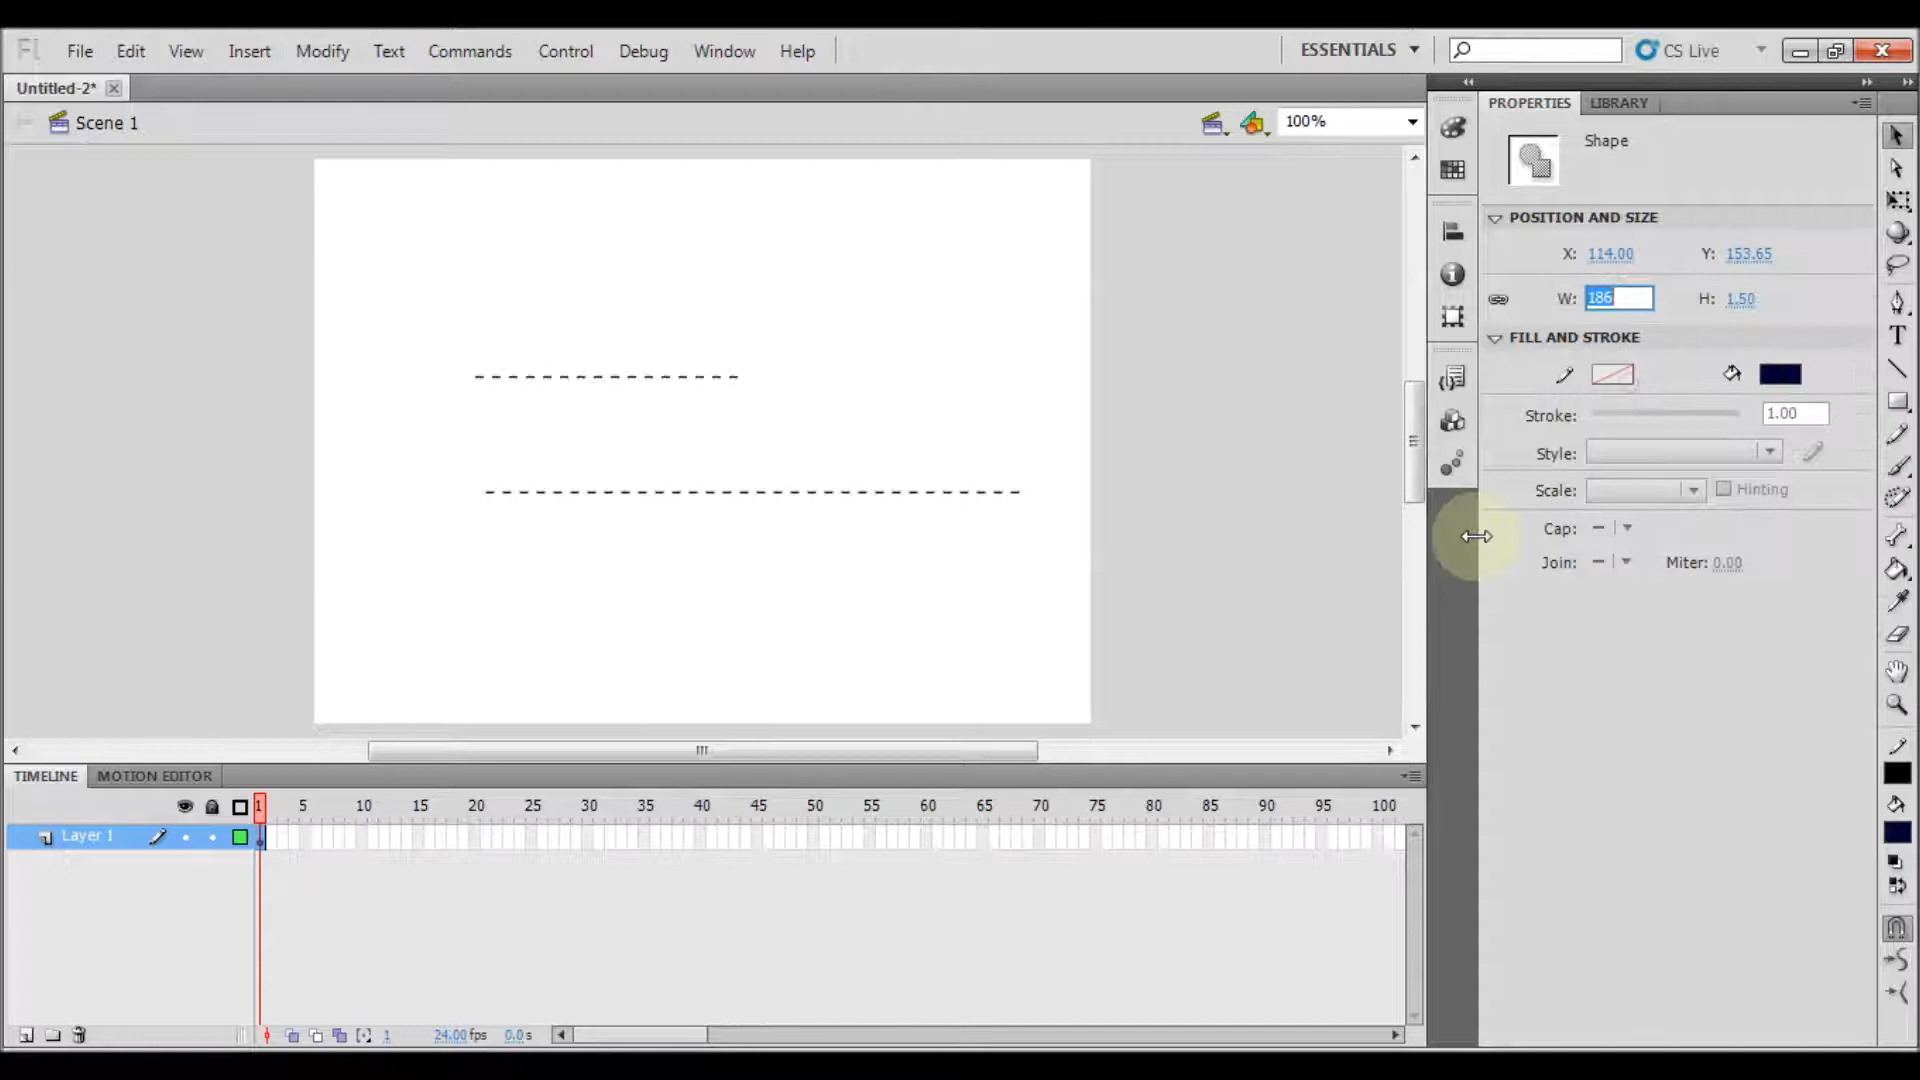 Fl File Edit View Insert Modify Text Commands Control Debug Window Help ESSENTIALS CS Live
Untitled-2*
Scene 1 100%
PROPERTIES LIBRARY
Shape
POSITION AND SIZE
X: 114.00 Y: 153.65
W: 186 H: 1.50
FILL AND STROKE
Stroke: 1.00
Style:
Scale: Hinting
Cap:
Join: Miter: 0.00
TIMELINE MOTION EDITOR
1 5 10 15 20 25 30 35 40 45 50 55 60 65 70 75 80 85 90 95 100
Layer 1
1 24.00 fps 0.0 s